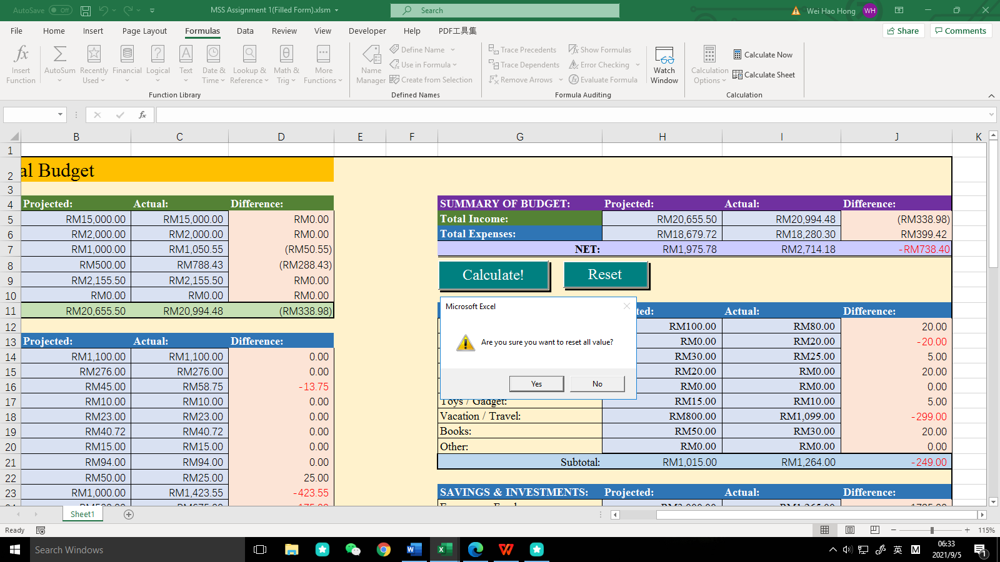 AutoSave Off MSS Assignment 1(Filled Form).xlsm Search Wei Hao Hong WH
File Home Insert Page Layout Formulas Data Review View Developer Help PDF工具集 Share Comments
Insert Function AutoSum Recently Used Financial Logical Text Date & Time Lookup & Reference Math & Trig More Functions
Function Library
Name Manager Define Name Use in Formula Create from Selection
Defined Names
Trace Precedents Show Formulas
Trace Dependents Error Checking
Remove Arrows Evaluate Formula
Formula Auditing
Watch Window
Calculation Options Calculate Now Calculate Sheet
Calculation
fx
B C D E F G H I J K
1
2 al Budget
3
4 Projected: Actual: Difference: SUMMARY OF BUDGET: Projected: Actual: Difference:
5 RM15,000.00 RM15,000.00 RM0.00 Total Income: RM20,655.50 RM20,994.48 (RM338.98)
6 RM2,000.00 RM2,000.00 RM0.00 Total Expenses: RM18,679.72 RM18,280.30 RM399.42
7 RM1,000.00 RM1,050.55 (RM50.55) NET: RM1,975.78 RM2,714.18 -RM738.40
8 RM500.00 RM788.43 (RM288.43) Calculate! Reset
9 RM2,155.50 RM2,155.50 RM0.00
10 RM0.00 RM0.00 RM0.00
11 RM20,655.50 RM20,994.48 (RM338.98) ted: Actual: Difference:
12 RM100.00 RM80.00 20.00
13 Projected: Actual: Difference: RM0.00 RM20.00 -20.00
14 RM1,100.00 RM1,100.00 0.00 RM30.00 RM25.00 5.00
15 RM276.00 RM276.00 0.00 RM20.00 RM0.00 20.00
16 RM45.00 RM58.75 -13.75 RM0.00 RM0.00 0.00
17 RM10.00 RM10.00 0.00 Toys / Gadget: RM15.00 RM10.00 5.00
18 RM23.00 RM23.00 0.00 Vacation / Travel: RM800.00 RM1,099.00 -299.00
19 RM40.72 RM40.72 0.00 Books: RM50.00 RM30.00 20.00
20 RM15.00 RM15.00 0.00 Other: RM0.00 RM0.00 0.00
21 RM94.00 RM94.00 0.00 Subtotal: RM1,015.00 RM1,264.00 -249.00
22 RM50.00 RM25.00 25.00
23 RM1,000.00 RM1,423.55 -423.55 SAVINGS & INVESTMENTS: Projected: Actual: Difference:
Microsoft Excel
Are you sure you want to reset all value?
Yes No
Sheet1
Ready 115%
Search Windows 英 M 06:33
2021/9/5 1